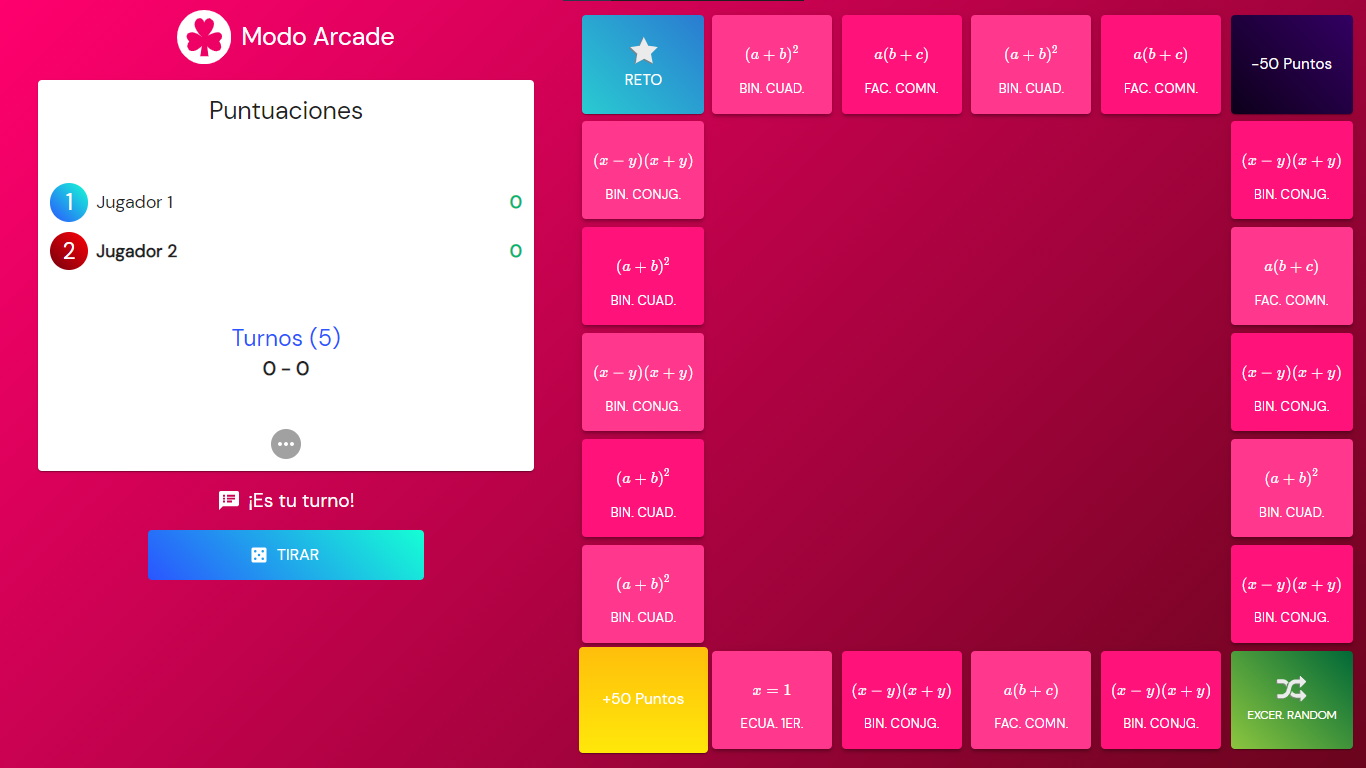 Modo Arcade
Puntuaciones
1 Jugador 1 0
2 Jugador 2 0
Turnos (5)
0 - 0
¡Es tu turno!
TIRAR
RETO
(a + b)²
BIN. CUAD.
a(b + c)
FAC. COMN.
(a + b)²
BIN. CUAD.
a(b + c)
FAC. COMN.
-50 Puntos
(x − y)(x + y)
BIN. CONJG.
(x − y)(x + y)
BIN. CONJG.
(a + b)²
BIN. CUAD.
a(b + c)
FAC. COMN.
(x − y)(x + y)
BIN. CONJG.
(x − y)(x + y)
BIN. CONJG.
(a + b)²
BIN. CUAD.
(a + b)²
BIN. CUAD.
(a + b)²
BIN. CUAD.
(x − y)(x + y)
BIN. CONJG.
+50 Puntos
x = 1
ECUA. 1ER.
(x − y)(x + y)
BIN. CONJG.
a(b + c)
FAC. COMN.
(x − y)(x + y)
BIN. CONJG.
EXCER. RANDOM